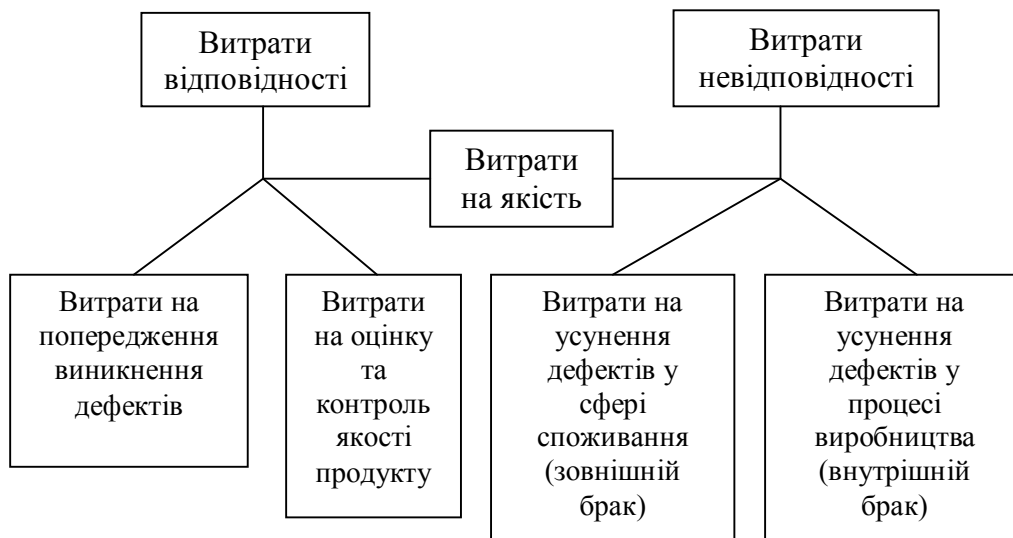 Витрати
відповідності
Витрати
невідповідності
Витрати
на якість
Витрати на
попередження
виникнення
дефектів
Витрати
на оцінку
та
контроль
якості
продукту
Витрати на
усунення
дефектів у
сфері
споживання
(зовнішній
брак)
Витрати на
усунення
дефектів у
процесі
виробництва
(внутрішній
брак)